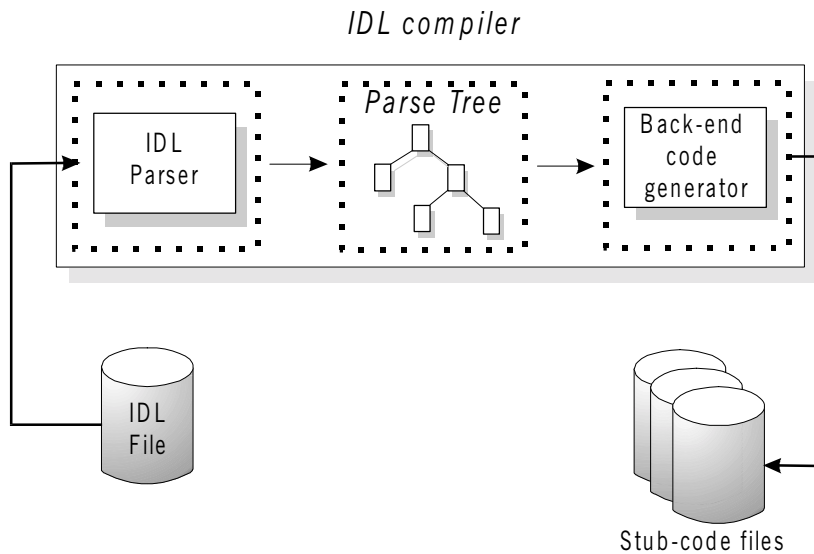 IDL compiler
IDL
Parser
Parse Tree
Back-end
code
generator
IDL
File
Stub-code files